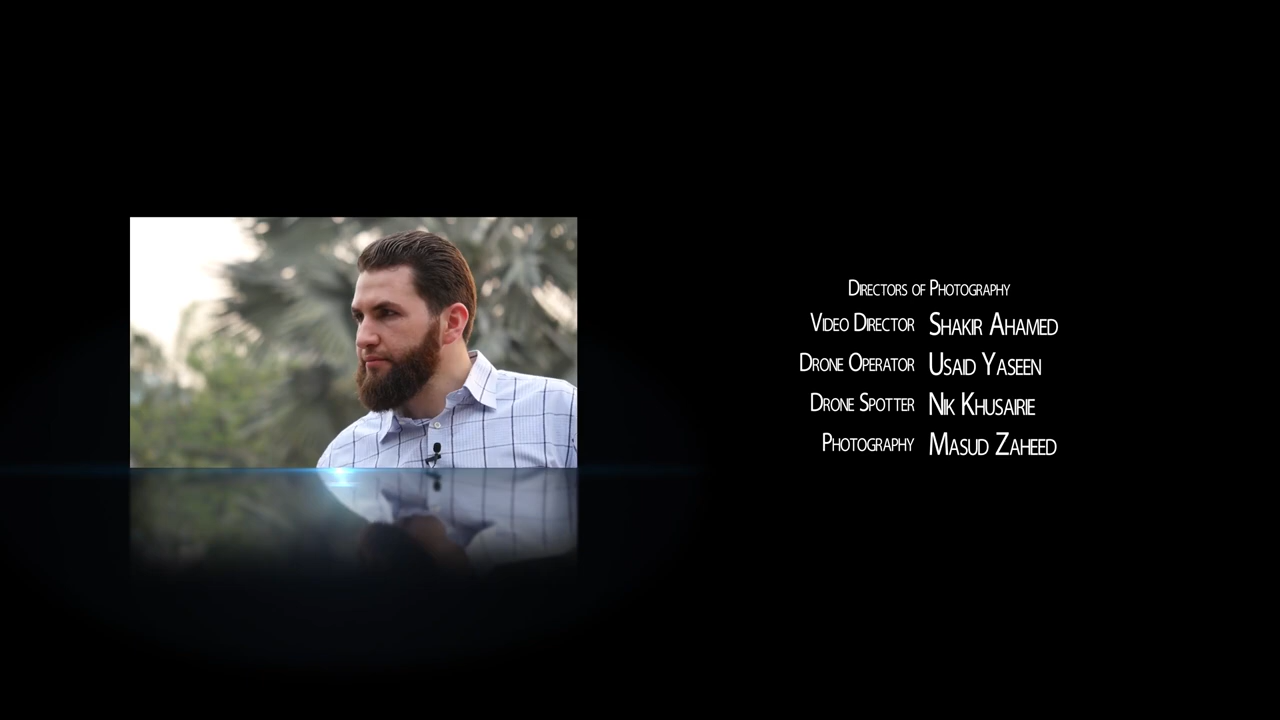 Directors of Photography
Video Director Shakir Ahamed
Drone Operator Usaid Yaseen
Drone Spotter Nik Khusairie
Photography Masud Zaheed